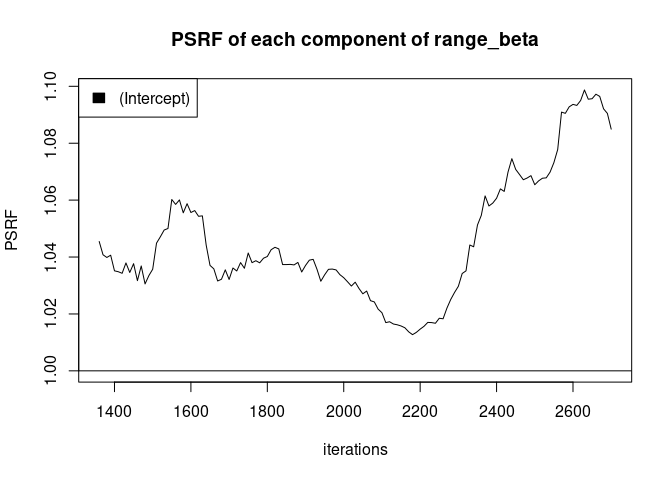 PSRF of each component of range_beta
(Intercept)
PSRF
1.10
1.08
1.06
1.04
1.02
1.00
1400 1600 1800 2000 2200 2400 2600
iterations